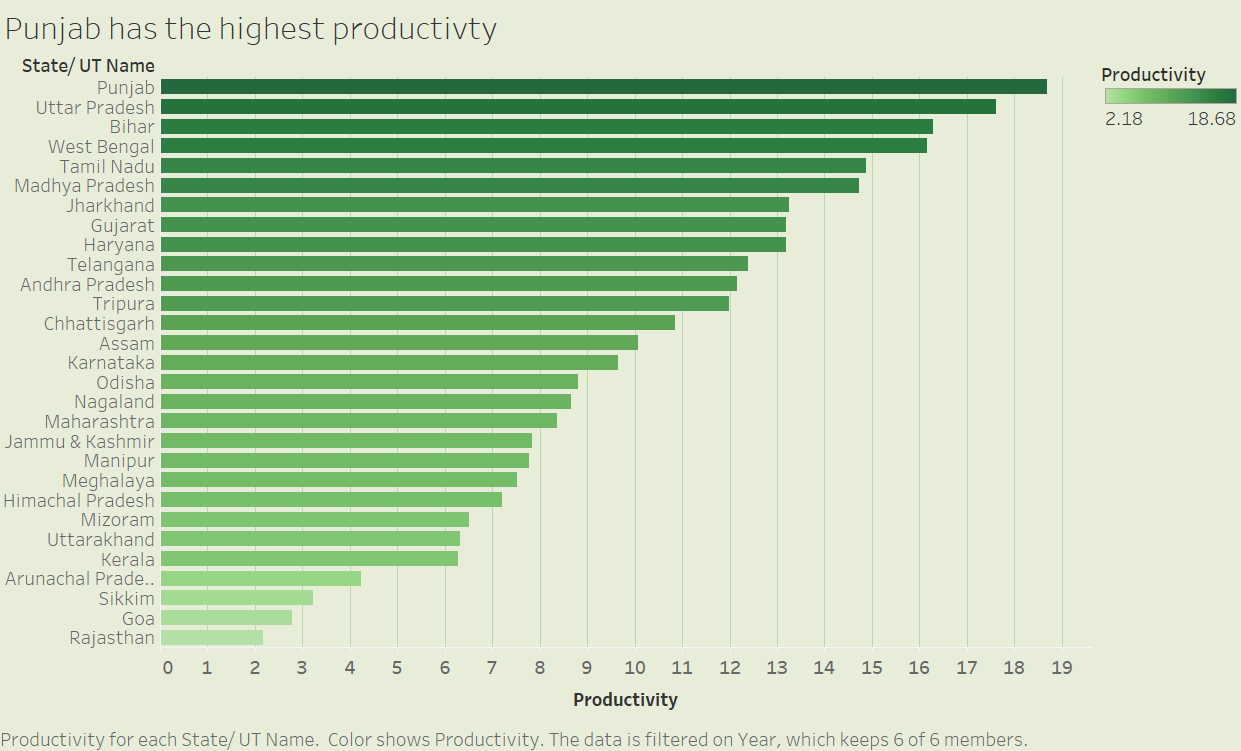 Punjab has the highest productivty
State/ UT Name
Productivity
2.18 18.68
Punjab
Uttar Pradesh
Bihar
West Bengal
Tamil Nadu
Madhya Pradesh
Jharkhand
Gujarat
Haryana
Telangana
Andhra Pradesh
Tripura
Chhattisgarh
Assam
Karnataka
Odisha
Nagaland
Maharashtra
Jammu & Kashmir
Manipur
Meghalaya
Himachal Pradesh
Mizoram
Uttarakhand
Kerala
Arunachal Prade..
Sikkim
Goa
Rajasthan
0 1 2 3 4 5 6 7 8 9 10 11 12 13 14 15 16 17 18 19
Productivity
Productivity for each State/ UT Name.  Color shows Productivity. The data is filtered on Year, which keeps 6 of 6 members.